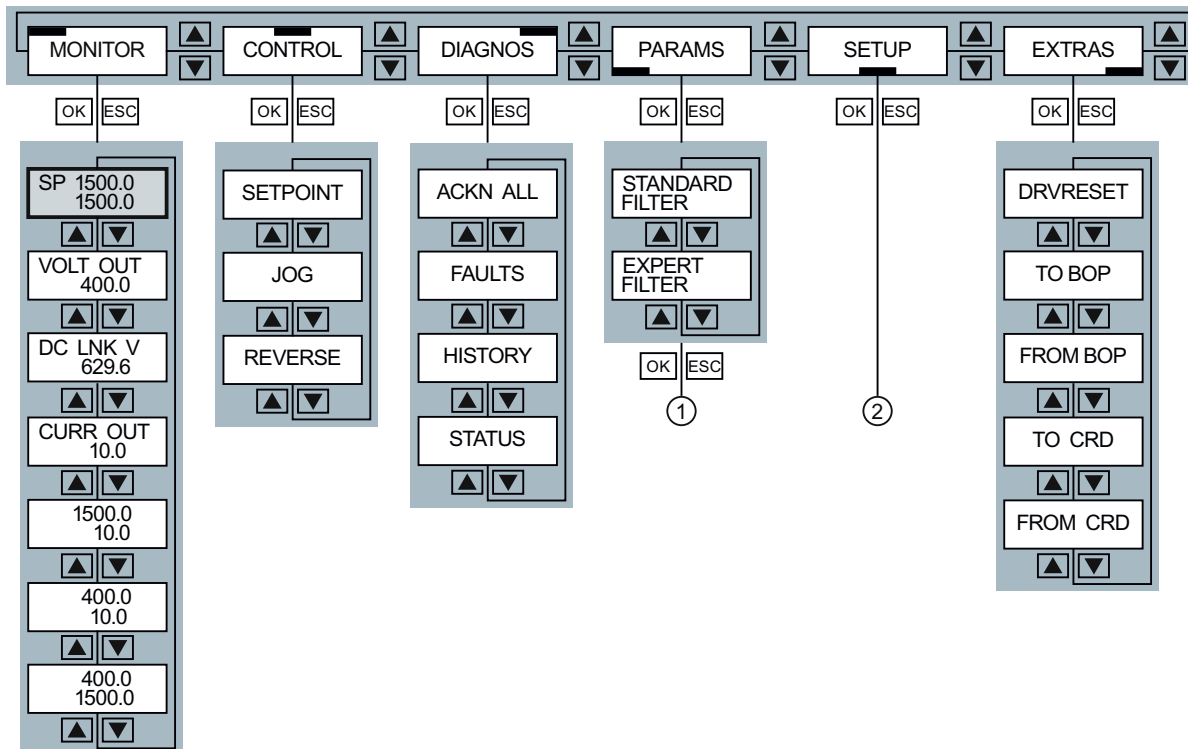 MONITOR
CONTROL
DIAGNOS
PARAMS
SETUP
EXTRAS
OK ESC
OK ESC
OK ESC
OK ESC
OK ESC
OK ESC
SP 1500.0
1500.0
VOLT OUT
400.0
DC LNK V
629.6
CURR OUT
10.0
1500.0
10.0
400.0
10.0
400.0
1500.0
SETPOINT
JOG
REVERSE
ACKN ALL
FAULTS
HISTORY
STATUS
STANDARD
FILTER
EXPERT
FILTER
OK ESC
1
2
DRVRESET
TO BOP
FROM BOP
TO CRD
FROM CRD